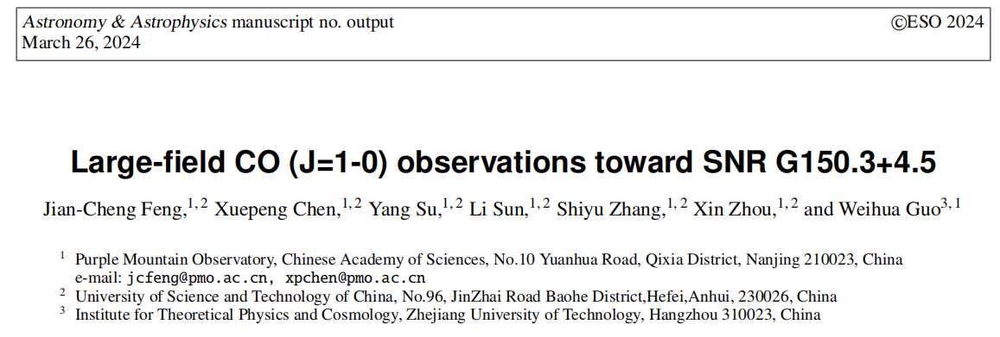 Astronomy & Astrophysics manuscript no. output ©ESO 2024
March 26, 2024
Large-field CO (J=1-0) observations toward SNR G150.3+4.5
Jian-Cheng Feng,1, 2 Xuepeng Chen,1, 2 Yang Su,1, 2 Li Sun,1, 2 Shiyu Zhang,1, 2 Xin Zhou,1, 2 and Weihua Guo3, 1
1 Purple Mountain Observatory, Chinese Academy of Sciences, No.10 Yuanhua Road, Qixia District, Nanjing 210023, China
e-mail: jcfeng@pmo.ac.cn, xpchen@pmo.ac.cn
2 University of Science and Technology of China, No.96, JinZhai Road Baohe District,Hefei,Anhui, 230026, China
3 Institute for Theoretical Physics and Cosmology, Zhejiang University of Technology, Hangzhou 310023, China